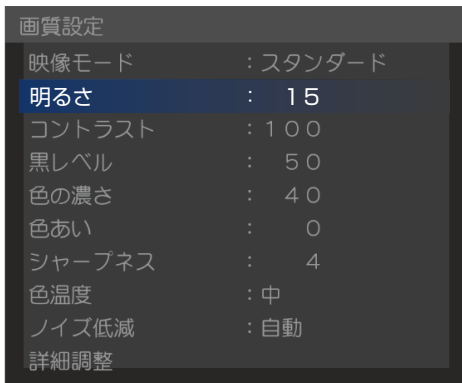 画質設定
映像モード　：スタンダード
明るさ　：　１５
コントラスト　：１００
黒レベル　：　５０
色の濃さ　：　４０
色あい　：　　０
シャープネス　：　　４
色温度　：中
ノイズ低減　：自動
詳細調整